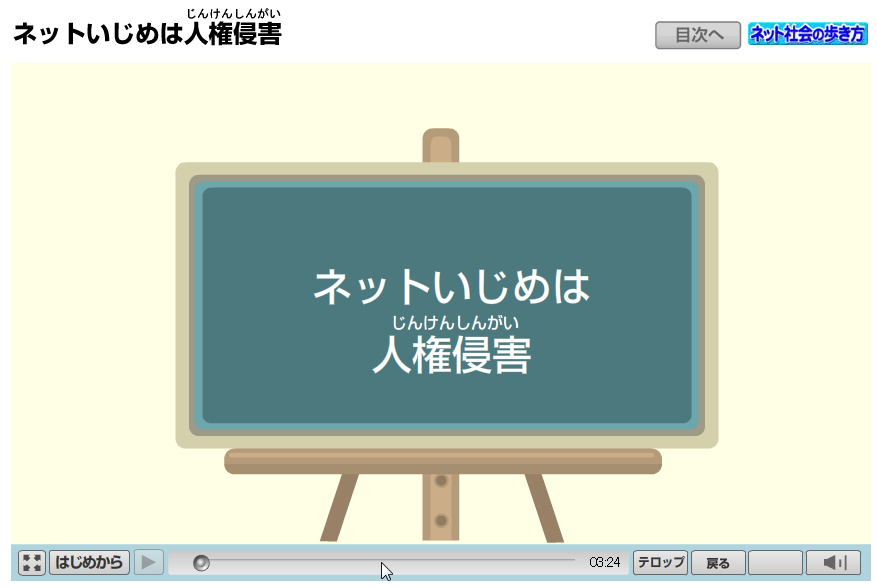 じんけんしんがい
ネットいじめは人権侵害
目次へ
ネット社会の歩き方
ネットいじめは
じんけんしんがい
人権侵害
はじめから
03:24
テロップ
戻る